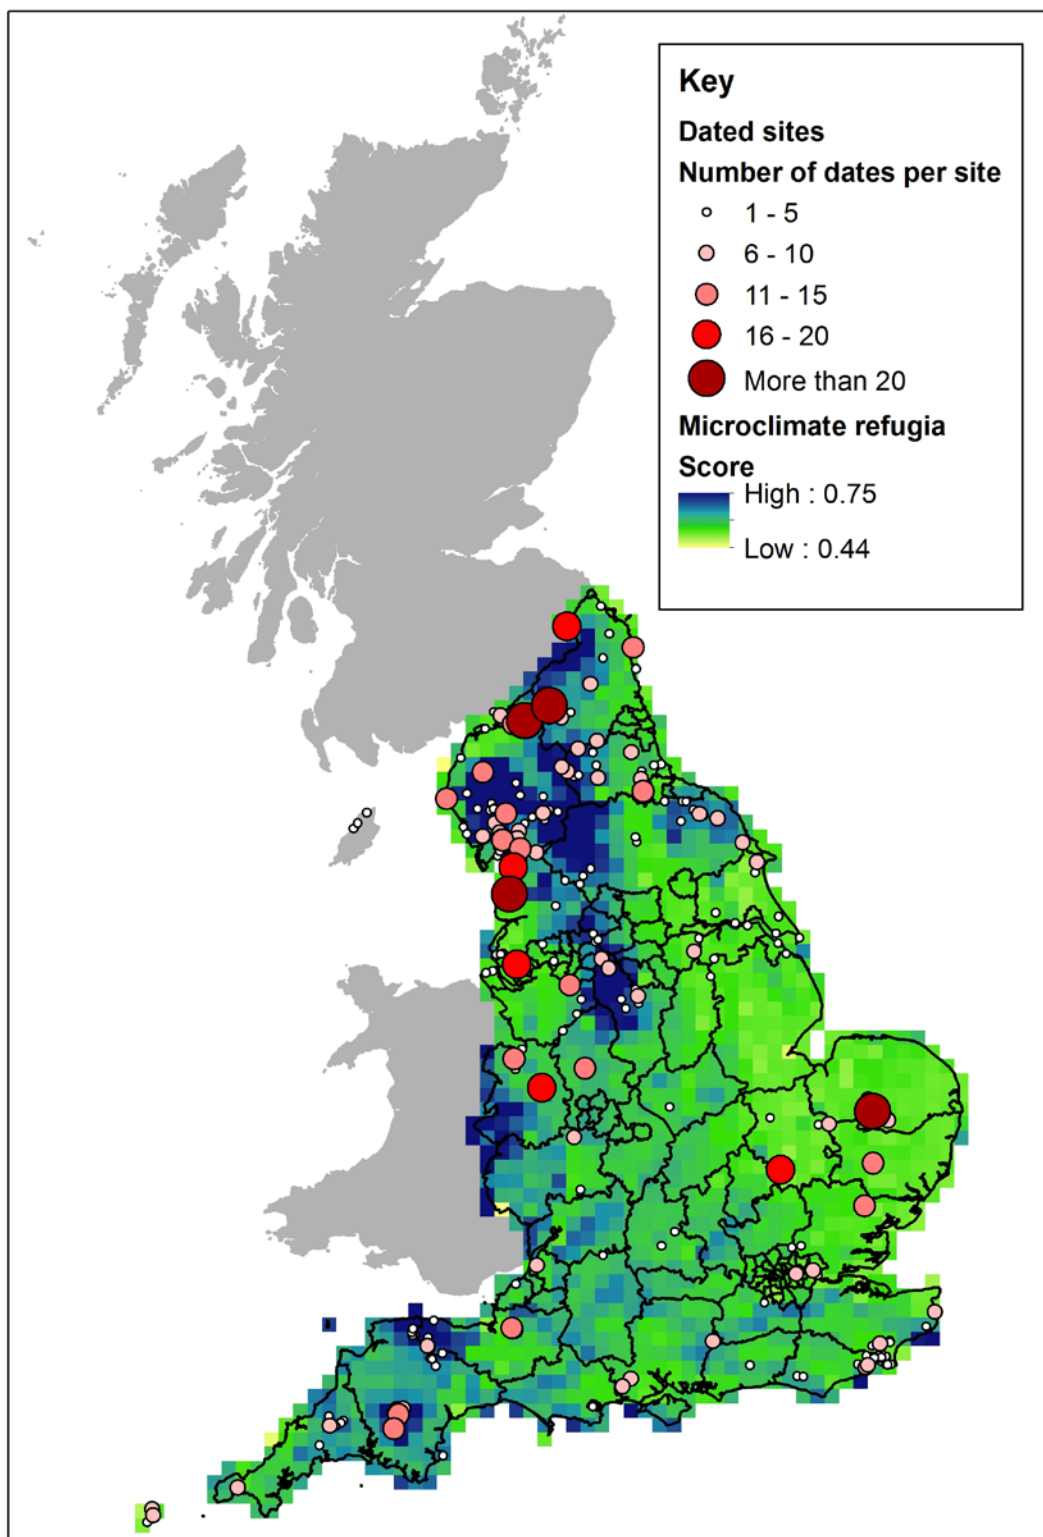 Key
Dated sites
Number of dates per site
1 - 5
6 - 10
11 - 15
16 - 20
More than 20
Microclimate refugia
Score
High : 0.75
Low : 0.44